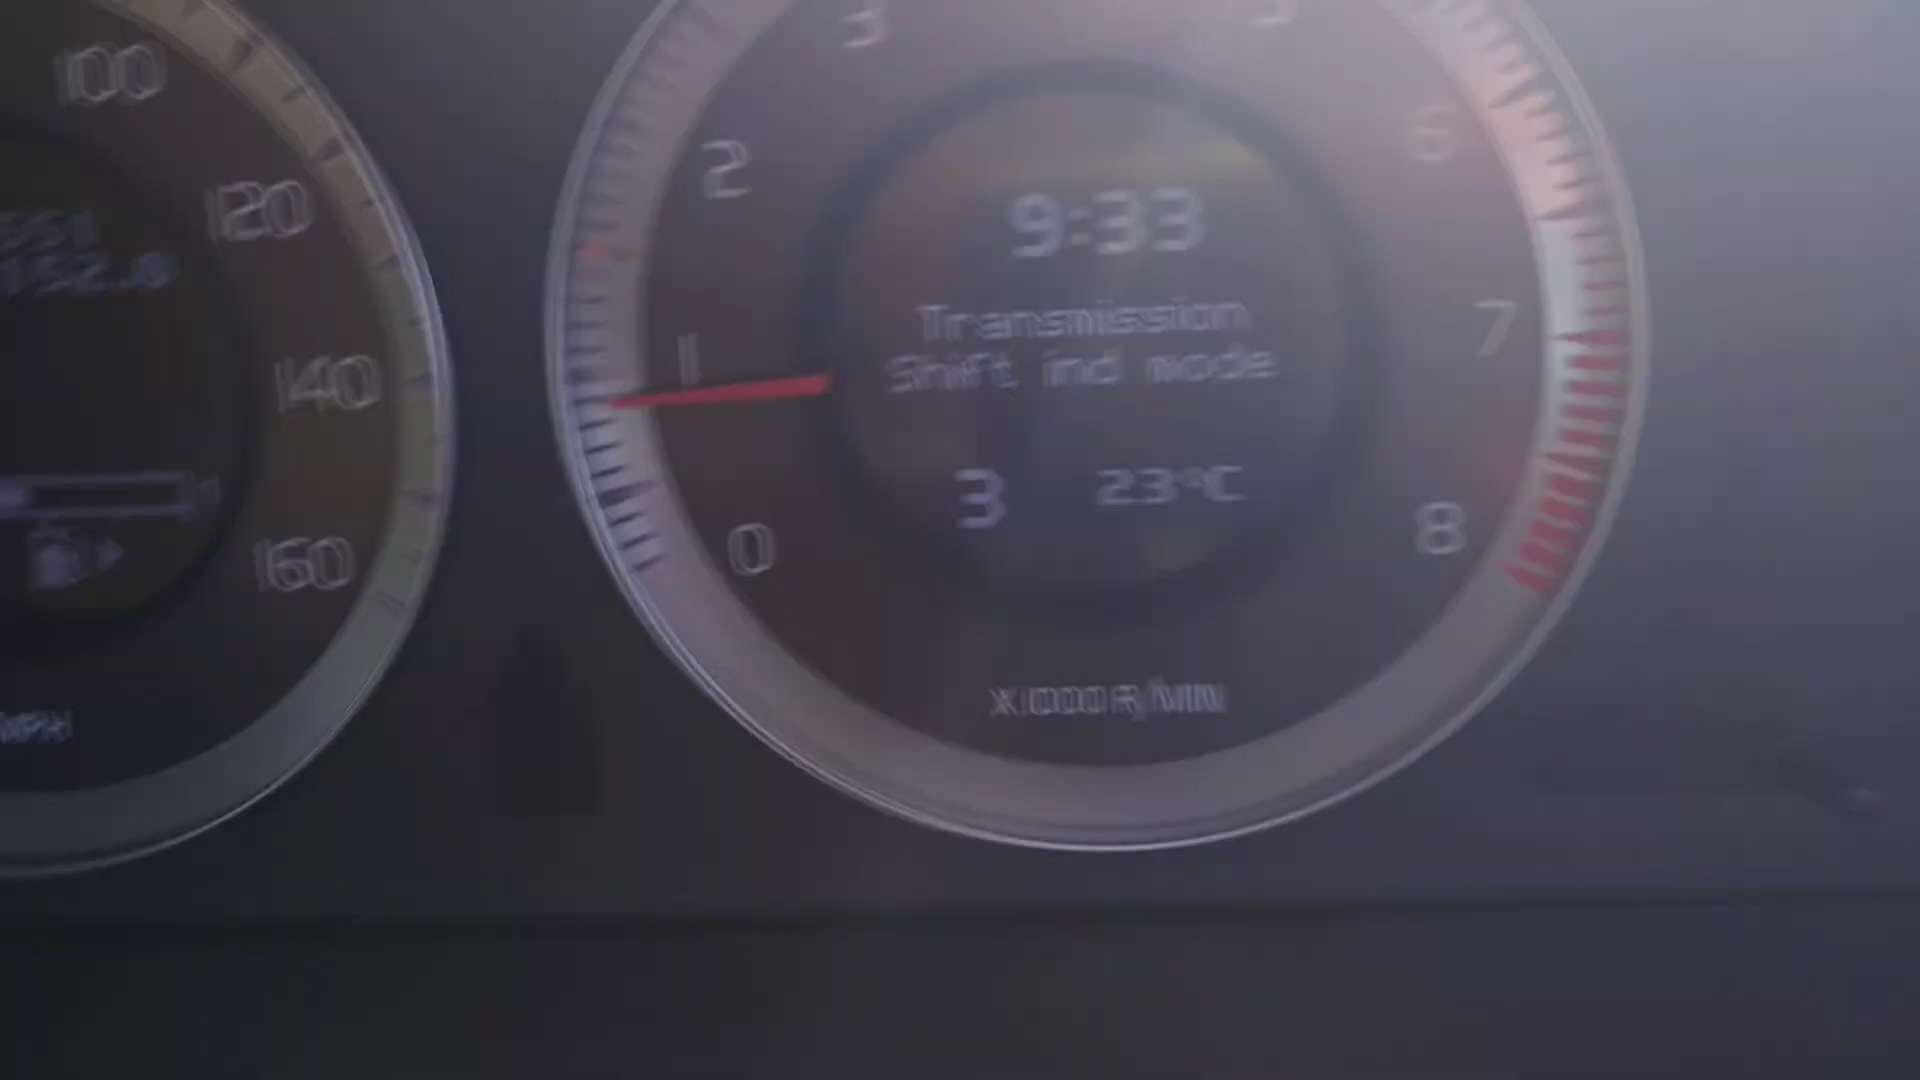 100
120
140
160
MPH
3
2
1
0
6
7
8
9:33
Transmission
Shift ind mode
3 23°C
X1000 R/MIN